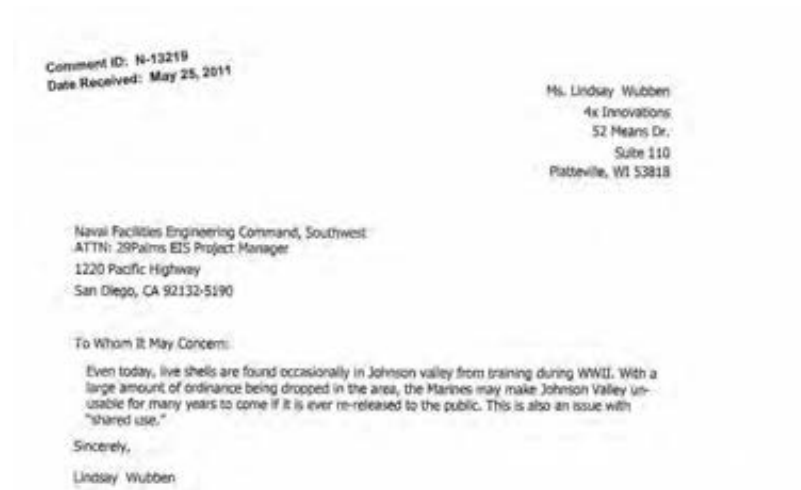 Comment ID: N-13219
Date Received: May 25, 2011
Ms. Lindsay Wubben
4x Innovations
52 Means Dr.
Suite 110
Platteville, WI 53818
Naval Facilities Engineering Command, Southwest
ATTN: 29Palms EIS Project Manager
1220 Pacific Highway
San Diego, CA 92132-5190
To Whom It May Concern:
Even today, live shells are found occasionally in Johnson valley from training during WWII. With a
large amount of ordinance being dropped in the area, the Marines may make Johnson Valley un-
usable for many years to come if it is ever re-released to the public. This is also an issue with
"shared use."
Sincerely,
Lindsay Wubben